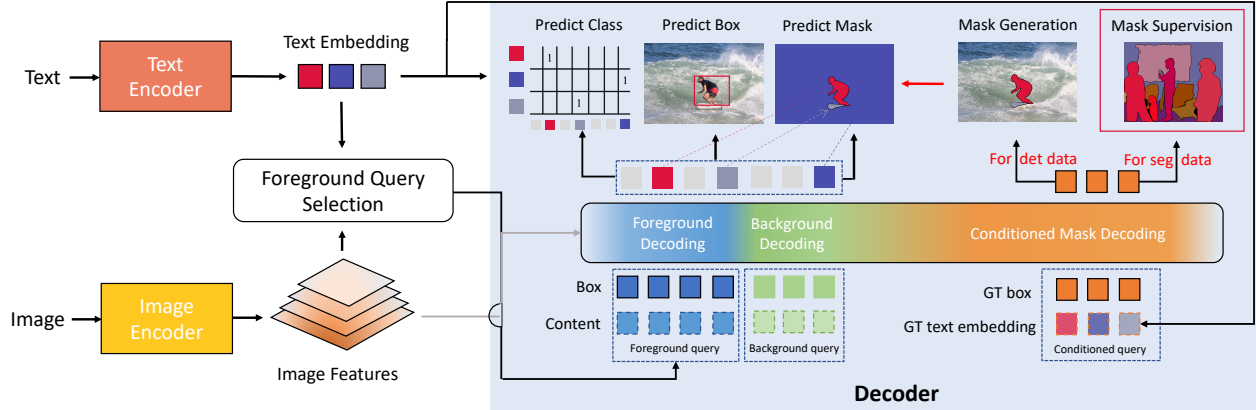 Predict Class
Predict Box
Predict Mask
Mask Generation
Mask Supervision
Text
Text
Encoder
Text Embedding
1
1
1
For det data
For seg data
Foreground Query
Selection
Foreground
Decoding
Background
Decoding
Conditioned Mask Decoding
Image
Image
Encoder
Image Features
Box
Content
Foreground query
Background query
GT box
GT text embedding
Conditioned query
Decoder